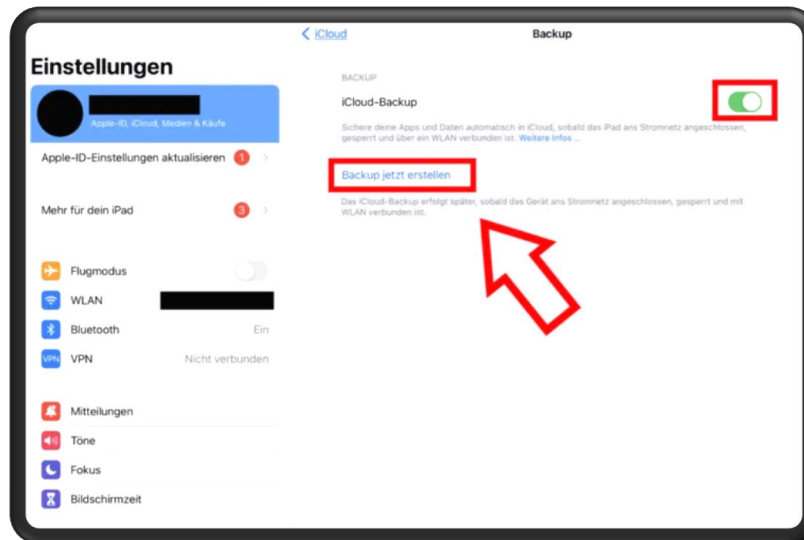 iCloud
Backup
Einstellungen
Apple-ID, iCloud, Medien & Käufe
Apple-ID-Einstellungen aktualisieren 1
Mehr für dein iPad 3
Flugmodus
WLAN
Bluetooth Ein
VPN VPN Nicht verbunden
Mitteilungen
Töne
Fokus
Bildschirmzeit
BACKUP
iCloud-Backup
Sichere deine Apps und Daten automatisch in iCloud, sobald das iPad ans Stromnetz angeschlossen,
gesperrt und über ein WLAN verbunden ist. Weitere Infos ...
Backup jetzt erstellen
Das iCloud-Backup erfolgt später, sobald das Gerät ans Stromnetz angeschlossen, gesperrt und mit
WLAN verbunden ist.